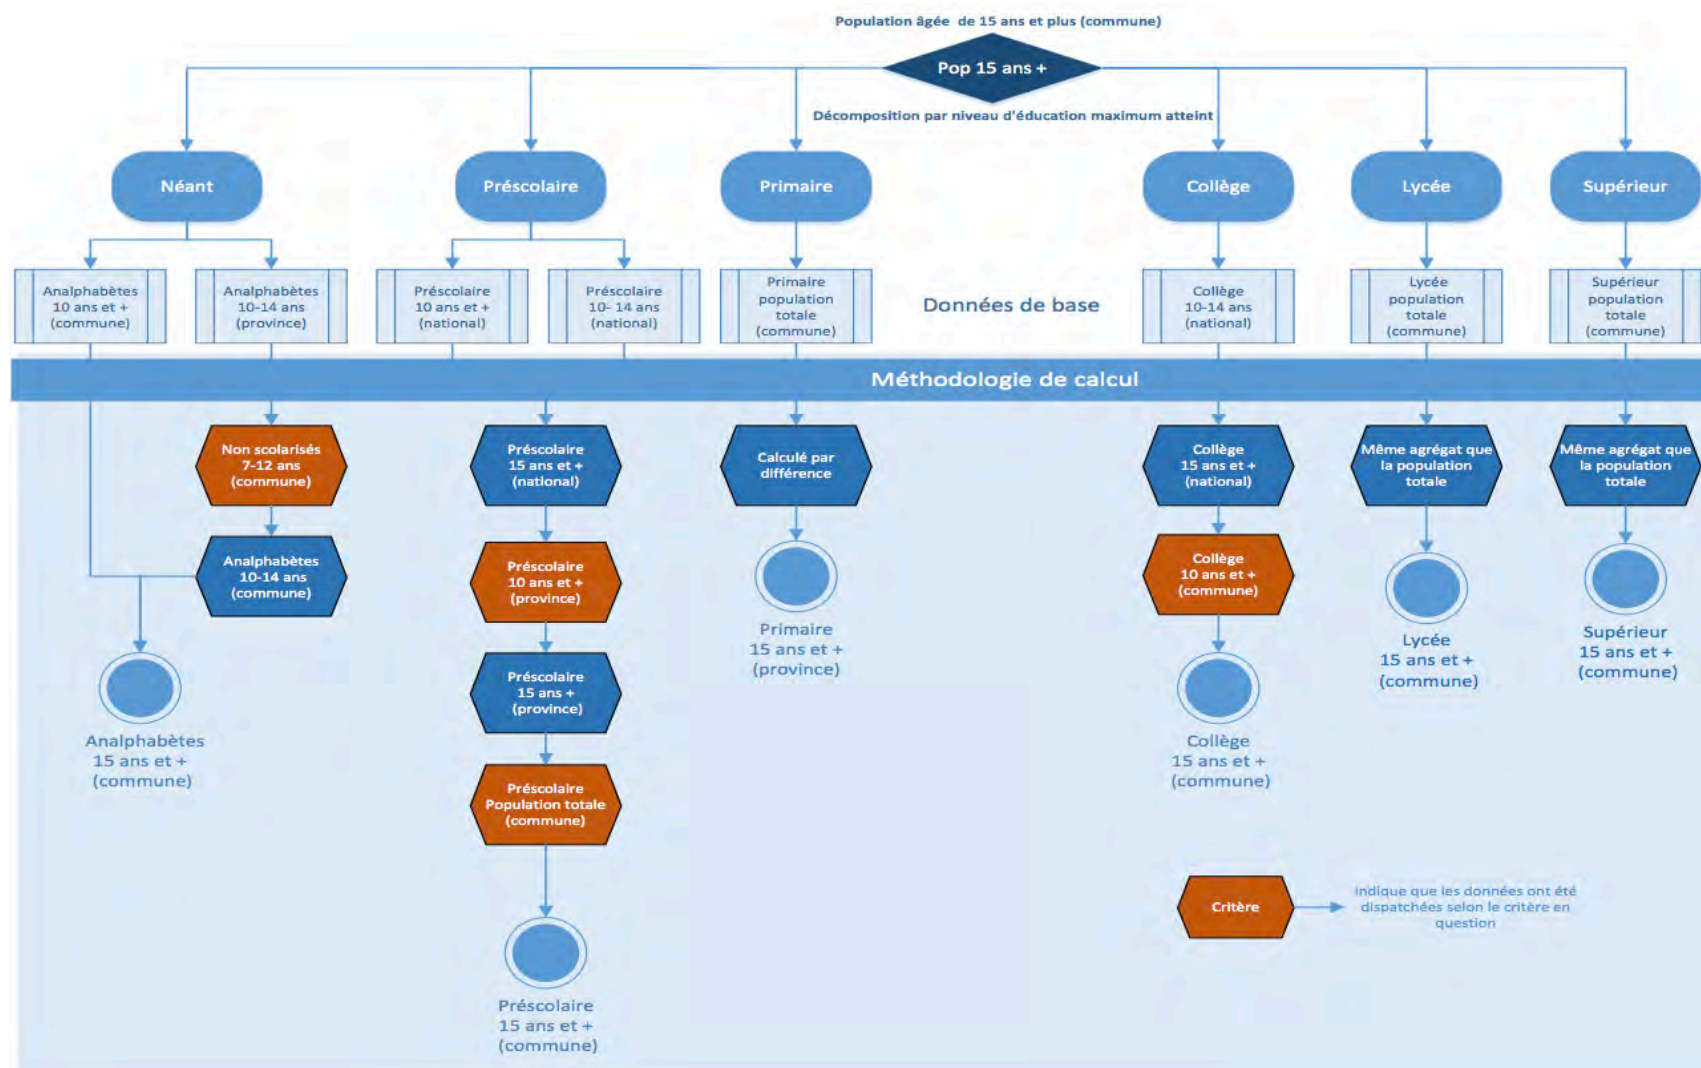 Population âgée de 15 ans et plus (commune)
Pop 15 ans +
Décomposition par niveau d'éducation maximum atteint
Néant
Préscolaire
Primaire
Collège
Lycée
Supérieur
Analphabètes
10 ans et +
(commune)
Analphabètes
10-14 ans
(province)
Préscolaire
10 ans et +
(national)
Préscolaire
10- 14 ans
(national)
Primaire
population
totale
(commune)
Données de base
Collège
10-14 ans
(national)
Lycée
population
totale
(commune)
Supérieur
population
totale
(commune)
Méthodologie de calcul
Non scolarisés
7-12 ans
(commune)
Analphabètes
10-14 ans
(commune)
Analphabètes
15 ans et +
(commune)
Préscolaire
15 ans et +
(national)
Préscolaire
10 ans et +
(province)
Préscolaire
15 ans +
(province)
Préscolaire
Population totale
(commune)
Préscolaire
15 ans et +
(commune)
Calculé par
différence
Primaire
15 ans et +
(province)
Collège
15 ans et +
(national)
Collège
10 ans et +
(commune)
Collège
15 ans et +
(commune)
Même agrégat que
la population
totale
Lycée
15 ans et +
(commune)
Même agrégat que
la population
totale
Supérieur
15 ans et +
(commune)
Critère
Indique que les données ont été
dispatchées selon le critère en
question